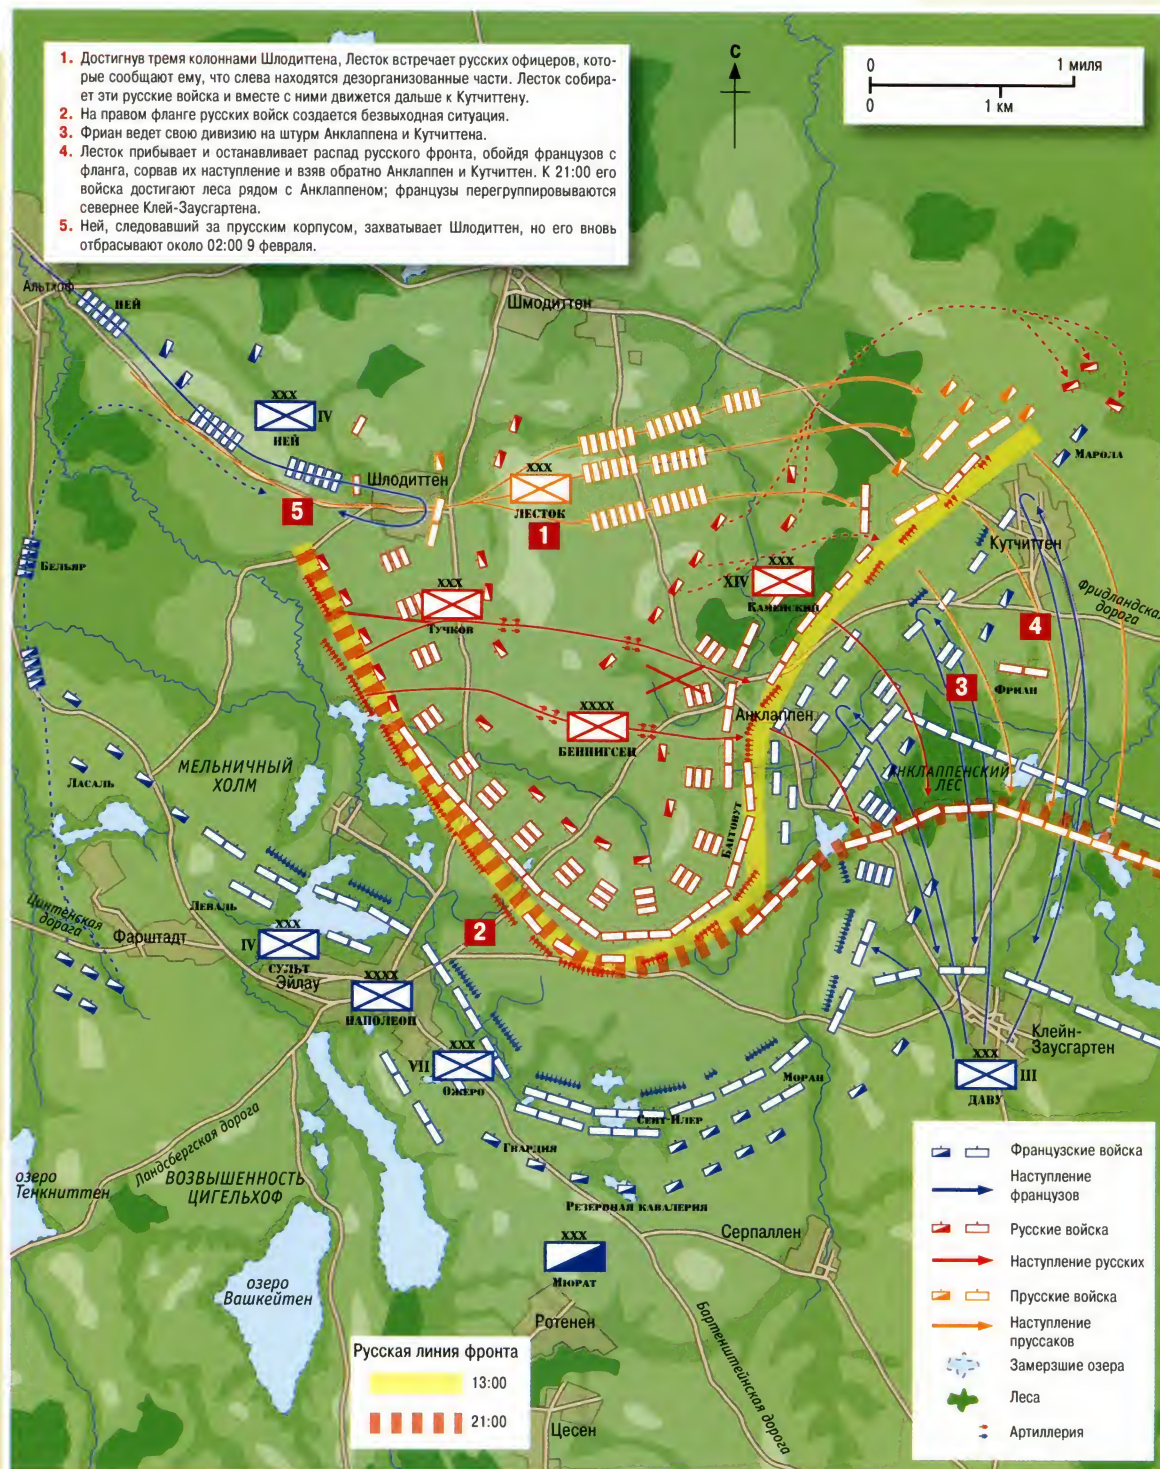 1. Достигнув тремя колоннами Шлодиттена, Лесток встречает русских офицеров, кото-
рые сообщают ему, что слева находятся дезорганизованные части. Лесток собира-
ет эти русские войска и вместе с ними движется дальше к Кутчиттену.
2. На правом фланге русских войск создается безвыходная ситуация.
3. Фриан ведет свою дивизию на штурм Анклаппена и Кутчиттена.
4. Лесток прибывает и останавливает распад русского фронта, обойдя французов с
фланга, сорвав их наступление и взяв обратно Анклаппен и Кутчиттен. К 21:00 его
войска достигают леса рядом с Анклаппеном; французы перегруппировываются
севернее Клей-Заусгартена.
5. Ней, следовавший за прусским корпусом, захватывает Шлодиттен, но его вновь
отбрасывают около 02:00 9 февраля.
С
0 1 миля
0 1 км
Альтхоф
НЕЙ
Шмодиттен
XXX
IV
НЕЙ
Шлодиттен
5
XXX
ЛЕСТОК
1
МАРОЛА
Кутчиттен
Фридландская
дорога
4
БЕЛЬЯР
XXX
ТУЧКОВ
XXX
XIV
КАМЕНСКИЙ
3
ФРИАН
XXXX
БЕННИГСЕН
Анклаппен
АНКЛАППЕНСКИЙ
ЛЕС
МЕЛЬНИЧНЫЙ
ХОЛМ
ЛАСАЛЬ
БАГГОВУТ
ЛЕВАЛЬ
Цинтенская
дорога
Фарштадт
XXX
IV
СУЛЬТ
Эйлау
2
XXXX
НАПОЛЕОН
XXX
VII
ОЖЕРО
Клейн-
Заусгартен
XXX
III
ДАВУ
МОРАН
СЕНТ-ИЛЕР
ГВАРДИЯ
РЕЗЕРВНАЯ КАВАЛЕРИЯ
Ландсбергская дорога
озеро
Тенкниттен
ВОЗВЫШЕННОСТЬ
ЦИГЕЛЬХОФ
Серпаллен
XXX
МЮРАТ
озеро
Вашкейтен
Ротенен
Бартенштейнская дорога
Цесен
Русская линия фронта
13:00
21:00
Французские войска
Наступление
французов
Русские войска
Наступление русских
Прусские войска
Наступление
пруссаков
Замерзшие озера
Леса
Артиллерия